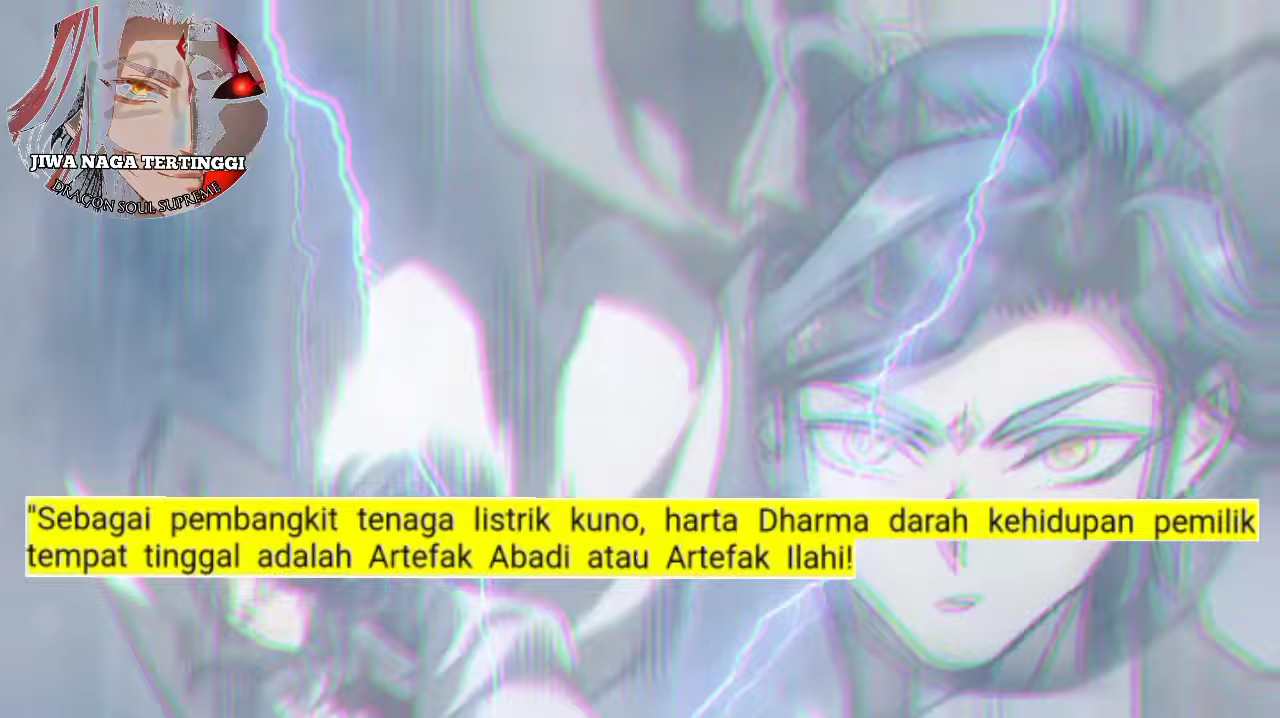 JIWA NAGA TERTINGGI
DRAGON SOUL SUPREME
"Sebagai pembangkit tenaga listrik kuno, harta Dharma darah kehidupan pemilik
tempat tinggal adalah Artefak Abadi atau Artefak Ilahi!